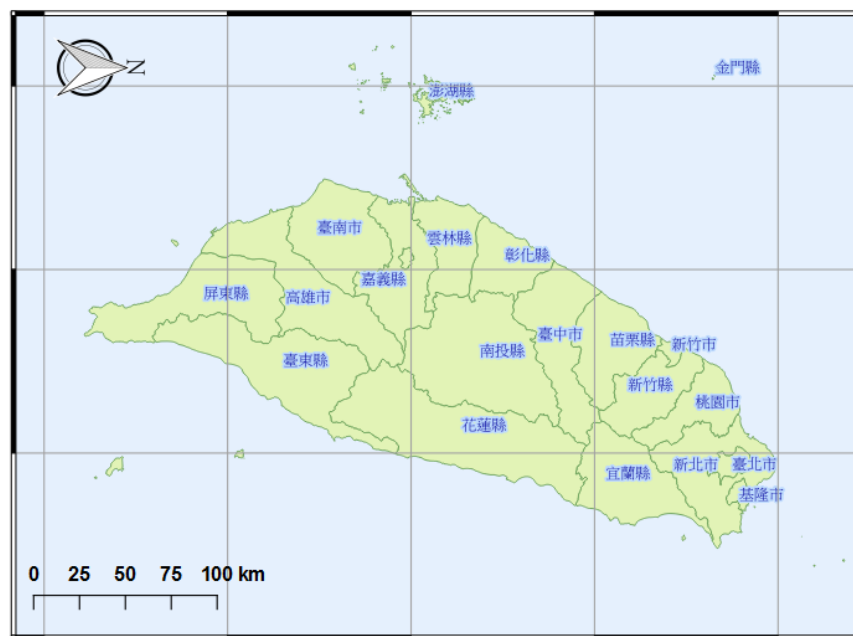 N
金門縣
澎湖縣
臺南市
雲林縣
彰化縣
嘉義縣
屏東縣
高雄市
臺中市
苗栗縣
新竹市
南投縣
臺東縣
新竹縣
桃園市
花蓮縣
宜蘭縣
新北市
臺北市
基隆市
0 25 50 75 100 km